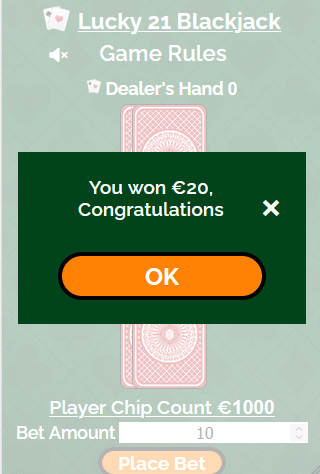 Lucky 21 Blackjack
Game Rules
Dealer's Hand 0
You won €20,
Congratulations
×
OK
Player Chip Count €1000
Bet Amount 10
Place Bet